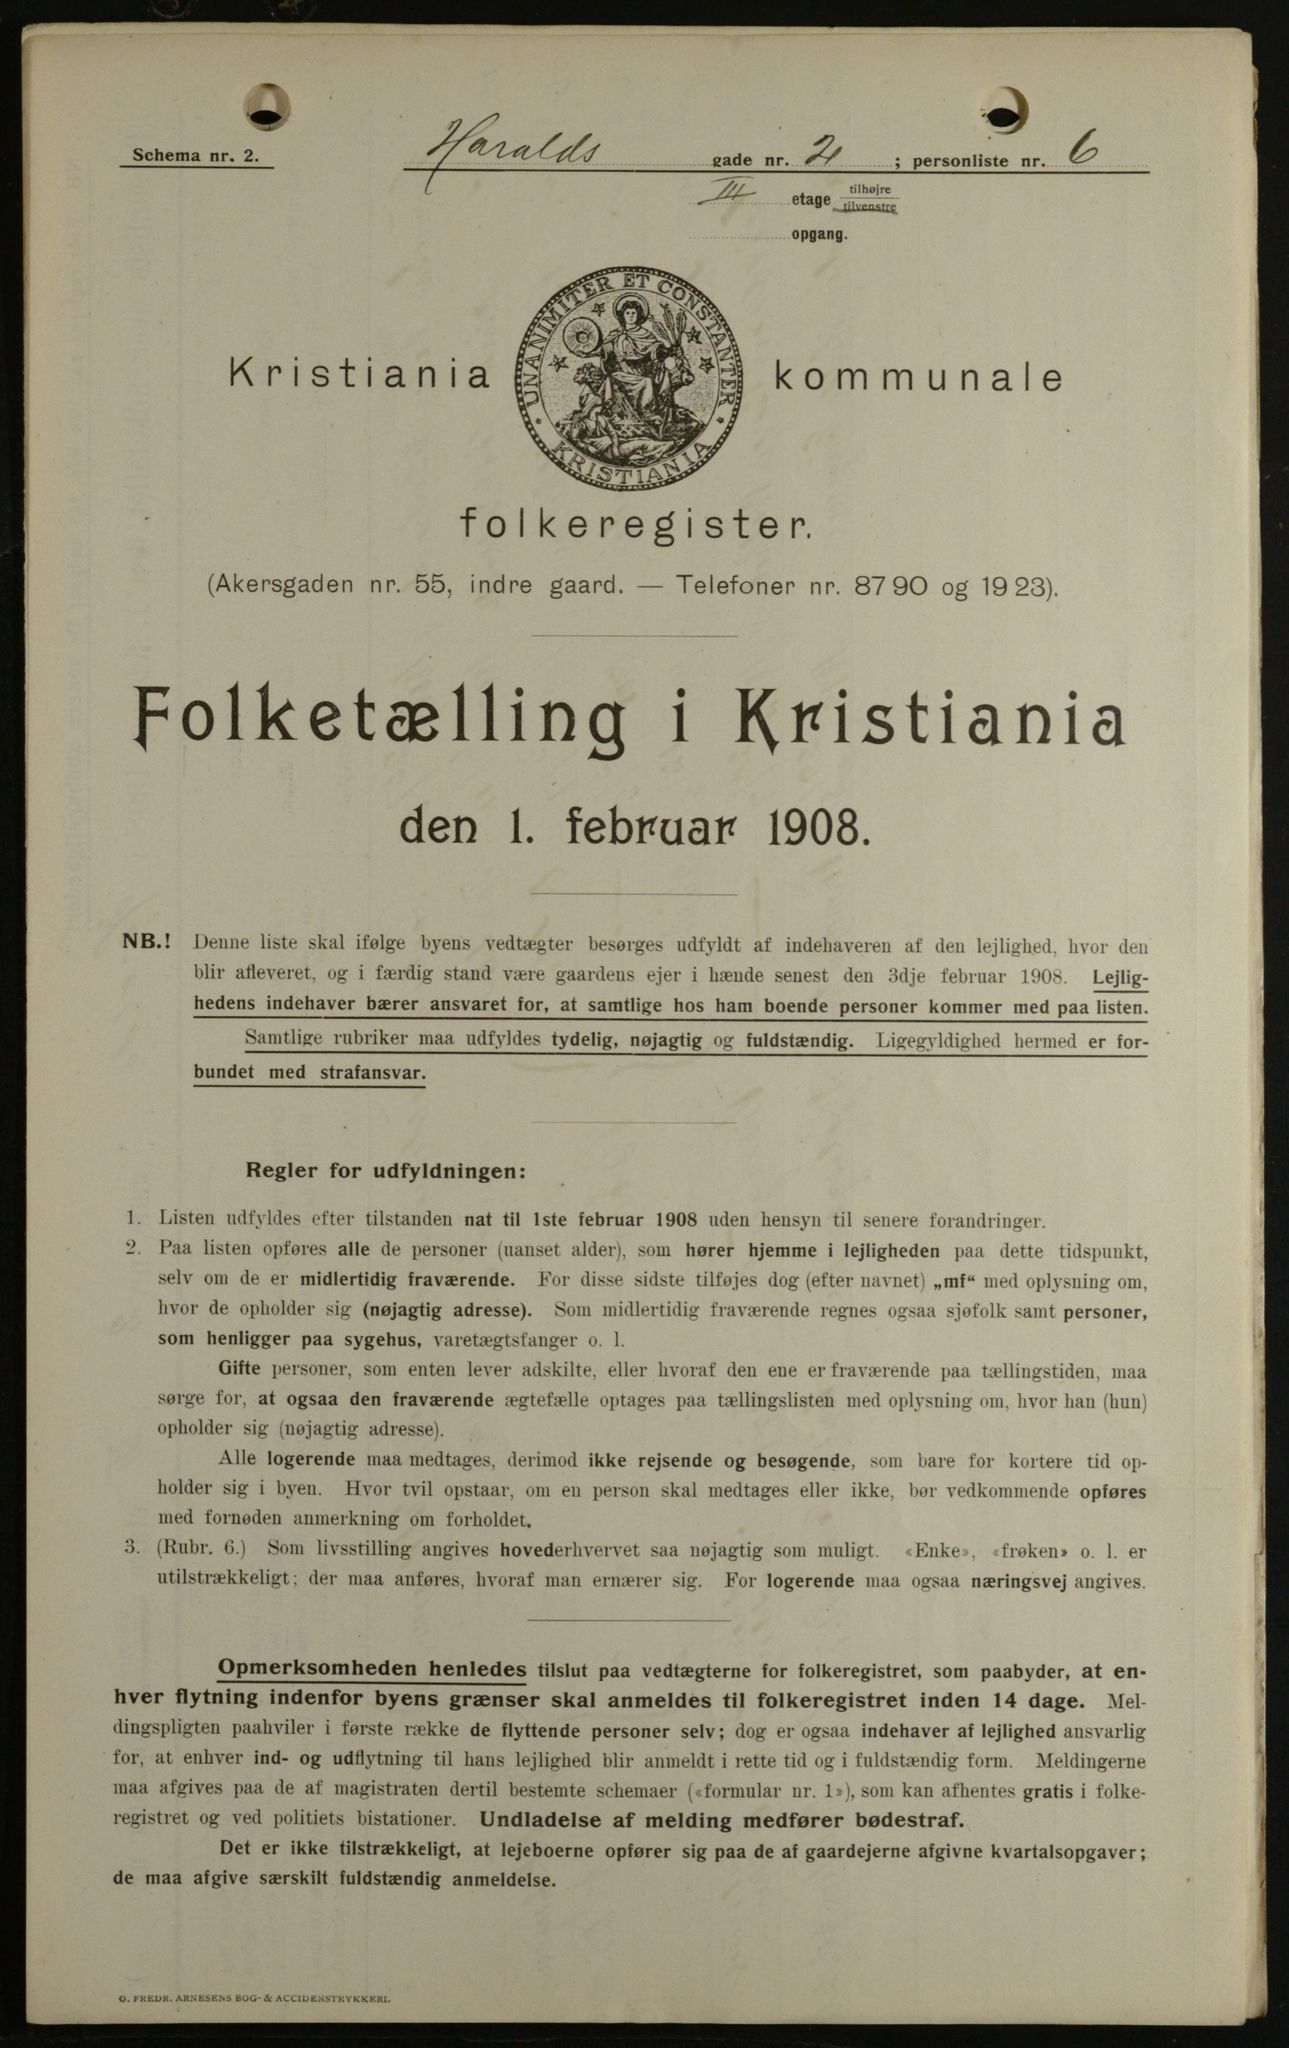 Schema nr. 2.
Haralds gade nr. 2 ; personliste nr. 6
III etage tilhøjre
tilvenstre
opgang.
UNANIMITER ET CONSTANTER
KRISTIANIA
Kristiania kommunale
folkeregister.
(Akersgaden nr. 55, indre gaard. — Telefoner nr. 87 90 og 19 23).
Folketælling i Kristiania
den 1. februar 1908.
NB.! Denne liste skal ifølge byens vedtægter besørges udfyldt af indehaveren af den lejlighed, hvor den
blir afleveret, og i færdig stand være gaardens ejer i hænde senest den 3dje februar 1908. Lejlig-
hedens indehaver bærer ansvaret for, at samtlige hos ham boende personer kommer med paa listen.
Samtlige rubriker maa udfyldes tydelig, nøjagtig og fuldstændig. Ligegyldighed hermed er for-
bundet med strafansvar.
Regler for udfyldningen:
1. Listen udfyldes efter tilstanden nat til 1ste februar 1908 uden hensyn til senere forandringer.
2. Paa listen opføres alle de personer (uanset alder), som hører hjemme i lejligheden paa dette tidspunkt,
selv om de er midlertidig fraværende. For disse sidste tilføjes dog (efter navnet) „mf“ med oplysning om,
hvor de opholder sig (nøjagtig adresse). Som midlertidig fraværende regnes ogsaa sjøfolk samt personer,
som henligger paa sygehus, varetægtsfanger o. l.
Gifte personer, som enten lever adskilte, eller hvoraf den ene er fraværende paa tællingstiden, maa
sørge for, at ogsaa den fraværende ægtefælle optages paa tællingslisten med oplysning om, hvor han (hun)
opholder sig (nøjagtig adresse).
Alle logerende maa medtages, derimod ikke rejsende og besøgende, som bare for kortere tid op-
holder sig i byen. Hvor tvil opstaar, om en person skal medtages eller ikke, bør vedkommende opføres
med fornøden anmerkning om forholdet.
3. (Rubr. 6.) Som livsstilling angives hovederhvervet saa nøjagtig som muligt. «Enke», «frøken» o. l. er
utilstrækkeligt; der maa anføres, hvoraf man ernærer sig. For logerende maa ogsaa næringsvej angives.
Opmerksomheden henledes tilslut paa vedtægterne for folkeregistret, som paabyder, at en-
hver flytning indenfor byens grænser skal anmeldes til folkeregistret inden 14 dage. Mel-
dingspligten paahviler i første række de flyttende personer selv; dog er ogsaa indehaver af lejlighed ansvarlig
for, at enhver ind- og udflytning til hans lejlighed blir anmeldt i rette tid og i fuldstændig form. Meldingerne
maa afgives paa de af magistraten dertil bestemte schemaer («formular nr. 1»), som kan afhentes gratis i folke-
registret og ved politiets bistationer. Undladelse af melding medfører bødestraf.
Det er ikke tilstrækkeligt, at lejeboerne opfører sig paa de af gaardejerne afgivne kvartalsopgaver;
de maa afgive særskilt fuldstændig anmeldelse.
O. FREDR. ARNESENS BOG- & ACCIDENSTRYKKERI.